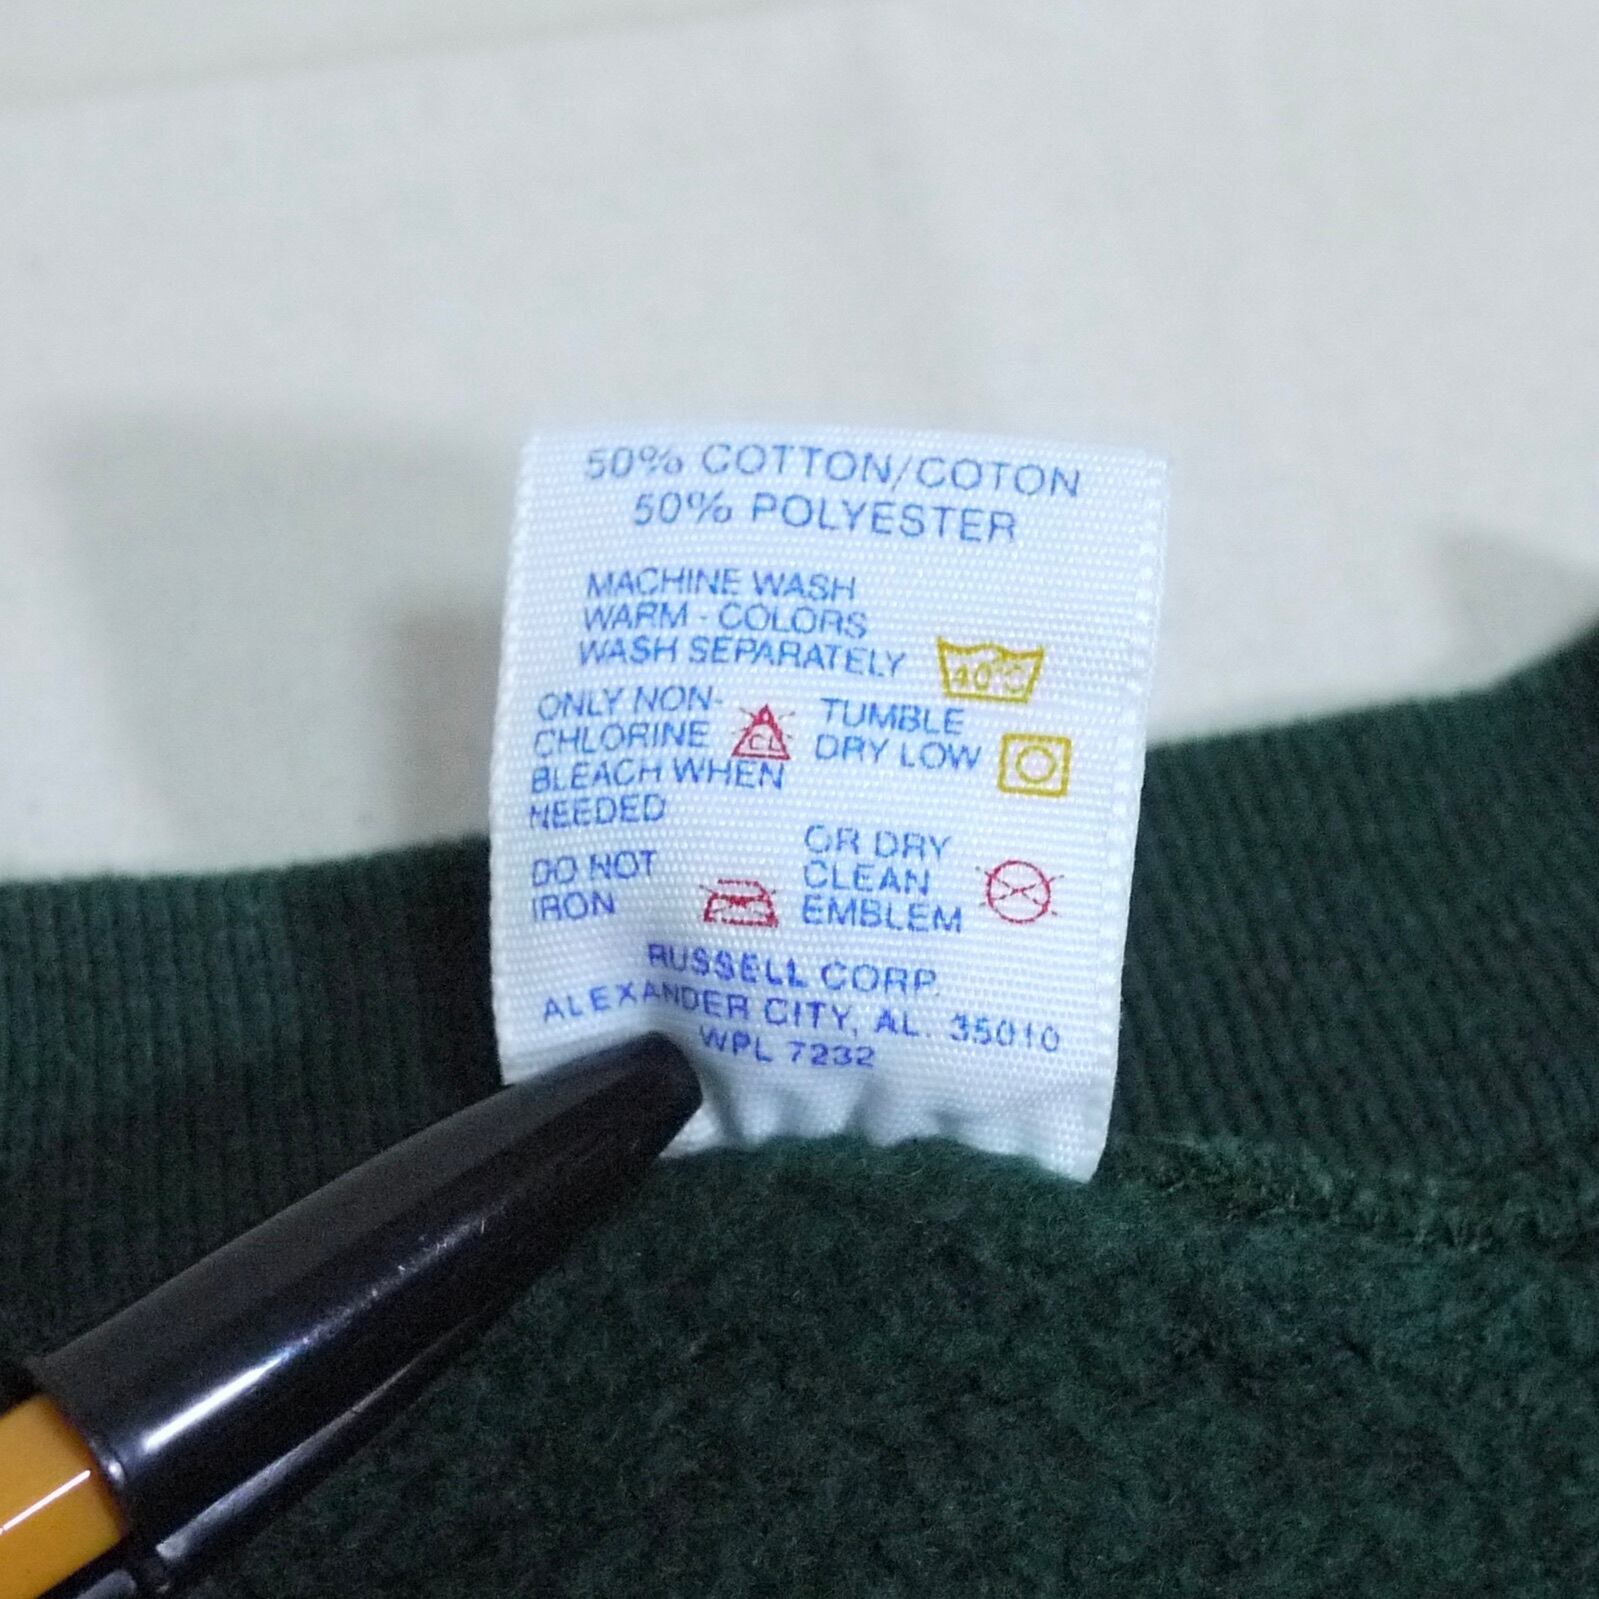 50% COTTON/COTON
50% POLYESTER
MACHINE WASH
WARM - COLORS
WASH SEPARATELY
40°C
ONLY NON-
CHLORINE
BLEACH WHEN
NEEDED
CL
TUMBLE
DRY LOW
DO NOT
IRON
OR DRY
CLEAN
EMBLEM
RUSSELL CORP.
ALEXANDER CITY, AL. 35010
WPL 7232